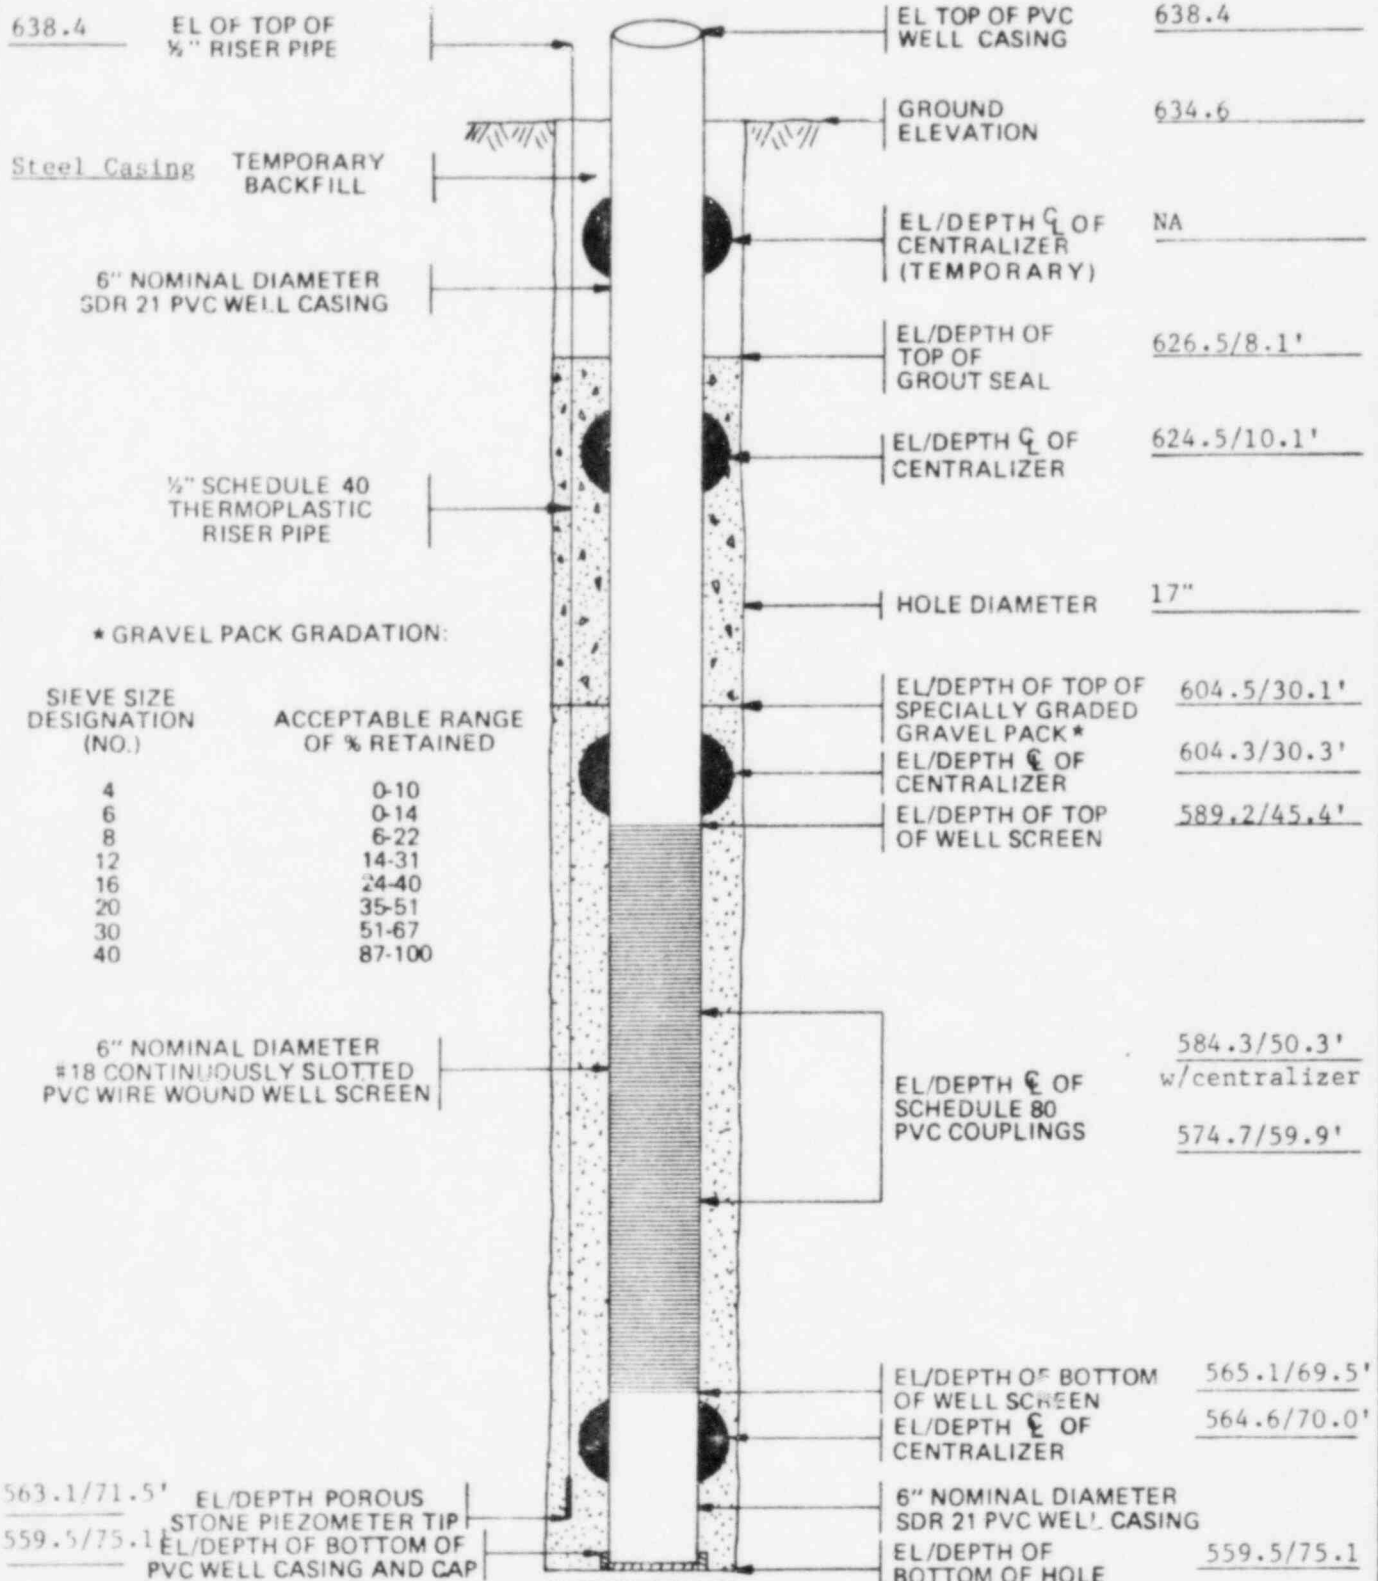 638.4 EL OF TOP OF
½" RISER PIPE
EL TOP OF PVC 638.4
WELL CASING
GROUND 634.6
ELEVATION
Steel Casing TEMPORARY
BACKFILL
EL/DEPTH ℄ OF NA
CENTRALIZER
(TEMPORARY)
6" NOMINAL DIAMETER
SDR 21 PVC WELL CASING
EL/DEPTH OF
TOP OF 626.5/8.1'
GROUT SEAL
EL/DEPTH ℄ OF 624.5/10.1'
CENTRALIZER
½" SCHEDULE 40
THERMOPLASTIC
RISER PIPE
HOLE DIAMETER 17"
* GRAVEL PACK GRADATION:
SIEVE SIZE
DESIGNATION ACCEPTABLE RANGE
(NO.) OF % RETAINED
4 0-10
6 0-14
8 6-22
12 14-31
16 24-40
20 35-51
30 51-67
40 87-100
EL/DEPTH OF TOP OF 604.5/30.1'
SPECIALLY GRADED
GRAVEL PACK *
EL/DEPTH ℄ OF 604.3/30.3'
CENTRALIZER
EL/DEPTH OF TOP 589.2/45.4'
OF WELL SCREEN
6" NOMINAL DIAMETER
#18 CONTINUOUSLY SLOTTED
PVC WIRE WOUND WELL SCREEN
584.3/50.3'
w/centralizer
EL/DEPTH ℄ OF
SCHEDULE 80
PVC COUPLINGS
574.7/59.9'
EL/DEPTH OF BOTTOM 565.1/69.5'
OF WELL SCREEN
EL/DEPTH ℄ OF 564.6/70.0'
CENTRALIZER
563.1/71.5' EL/DEPTH POROUS
STONE PIEZOMETER TIP
559.5/75.1 EL/DEPTH OF BOTTOM OF
PVC WELL CASING AND CAP
6" NOMINAL DIAMETER
SDR 21 PVC WELL CASING
EL/DEPTH OF 559.5/75.1
BOTTOM OF HOLE